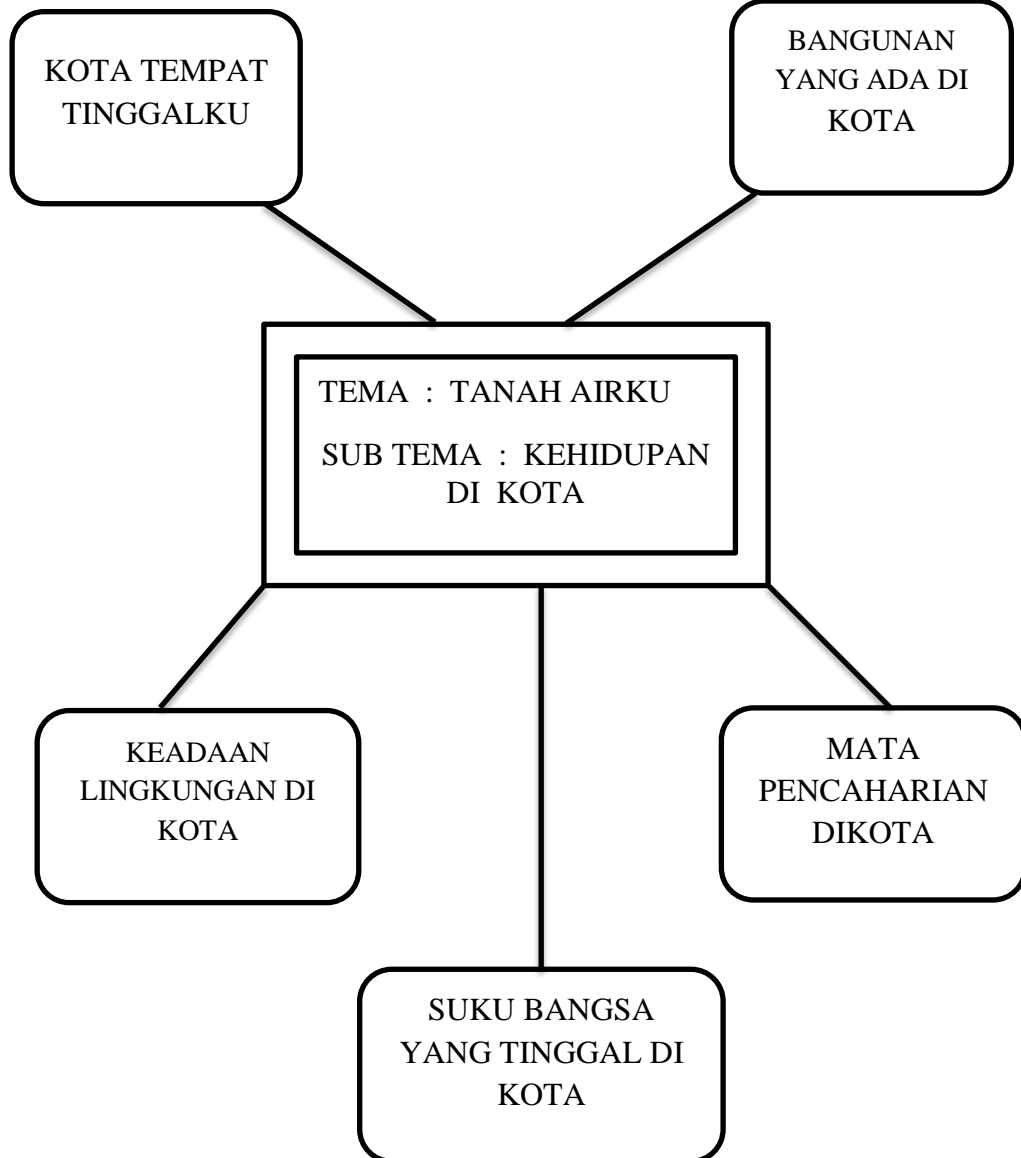 KOTA TEMPAT
TINGGALKU
BANGUNAN
YANG ADA DI
KOTA
TEMA : TANAH AIRKU
SUB TEMA : KEHIDUPAN
DI KOTA
KEADAAN
LINGKUNGAN DI
KOTA
MATA
PENCAHARIAN
DIKOTA
SUKU BANGSA
YANG TINGGAL DI
KOTA